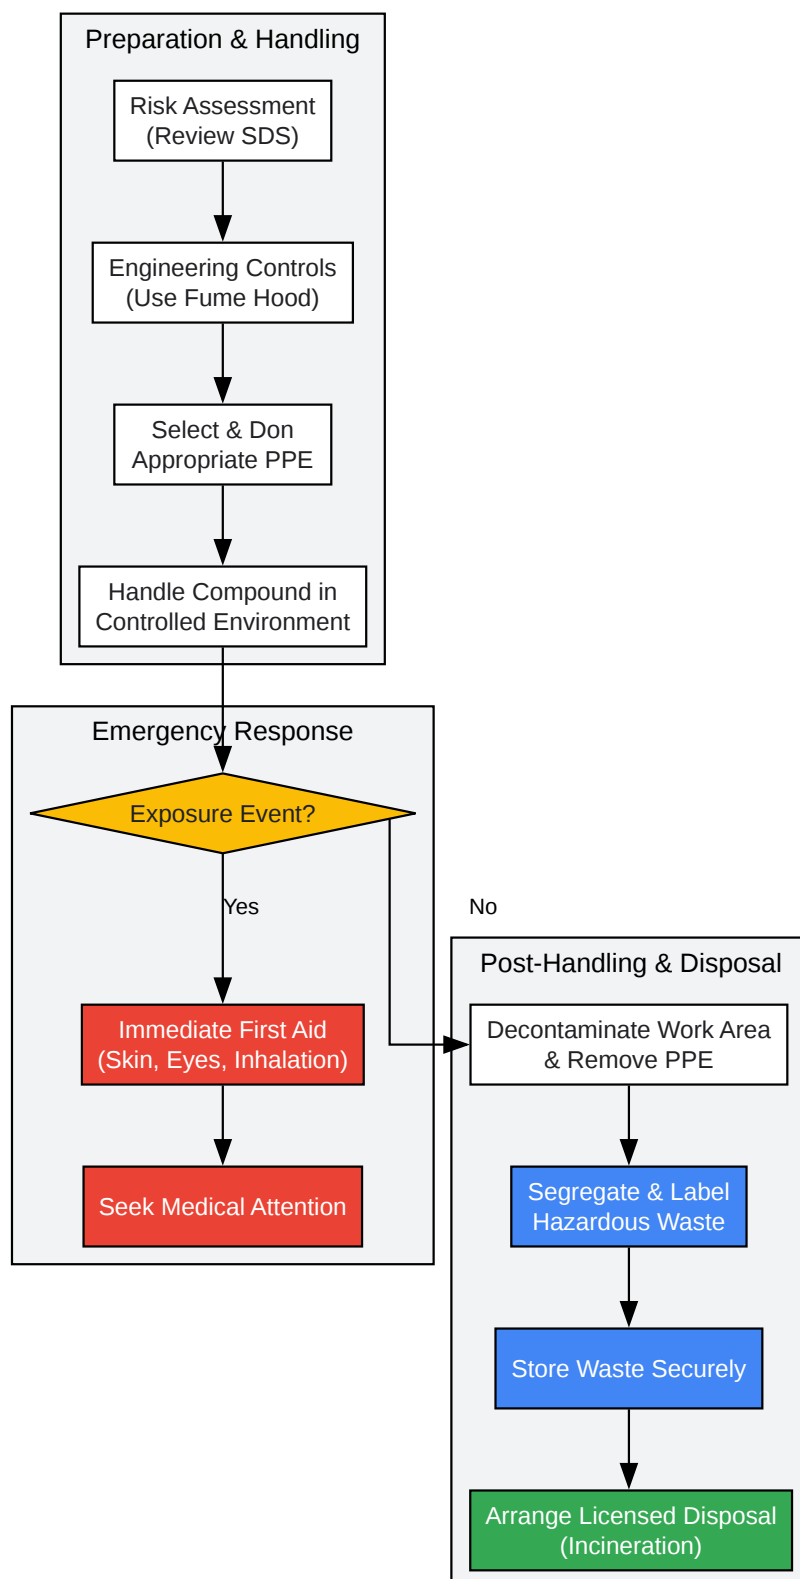 Preparation & Handling
Risk Assessment
(Review SDS)
Engineering Controls
(Use Fume Hood)
Select & Don
Appropriate PPE
Handle Compound in
Controlled Environment
Emergency Response
Exposure Event?
Yes
No
Immediate First Aid
(Skin, Eyes, Inhalation)
Seek Medical Attention
Post-Handling & Disposal
Decontaminate Work Area
& Remove PPE
Segregate & Label
Hazardous Waste
Store Waste Securely
Arrange Licensed Disposal
(Incineration)